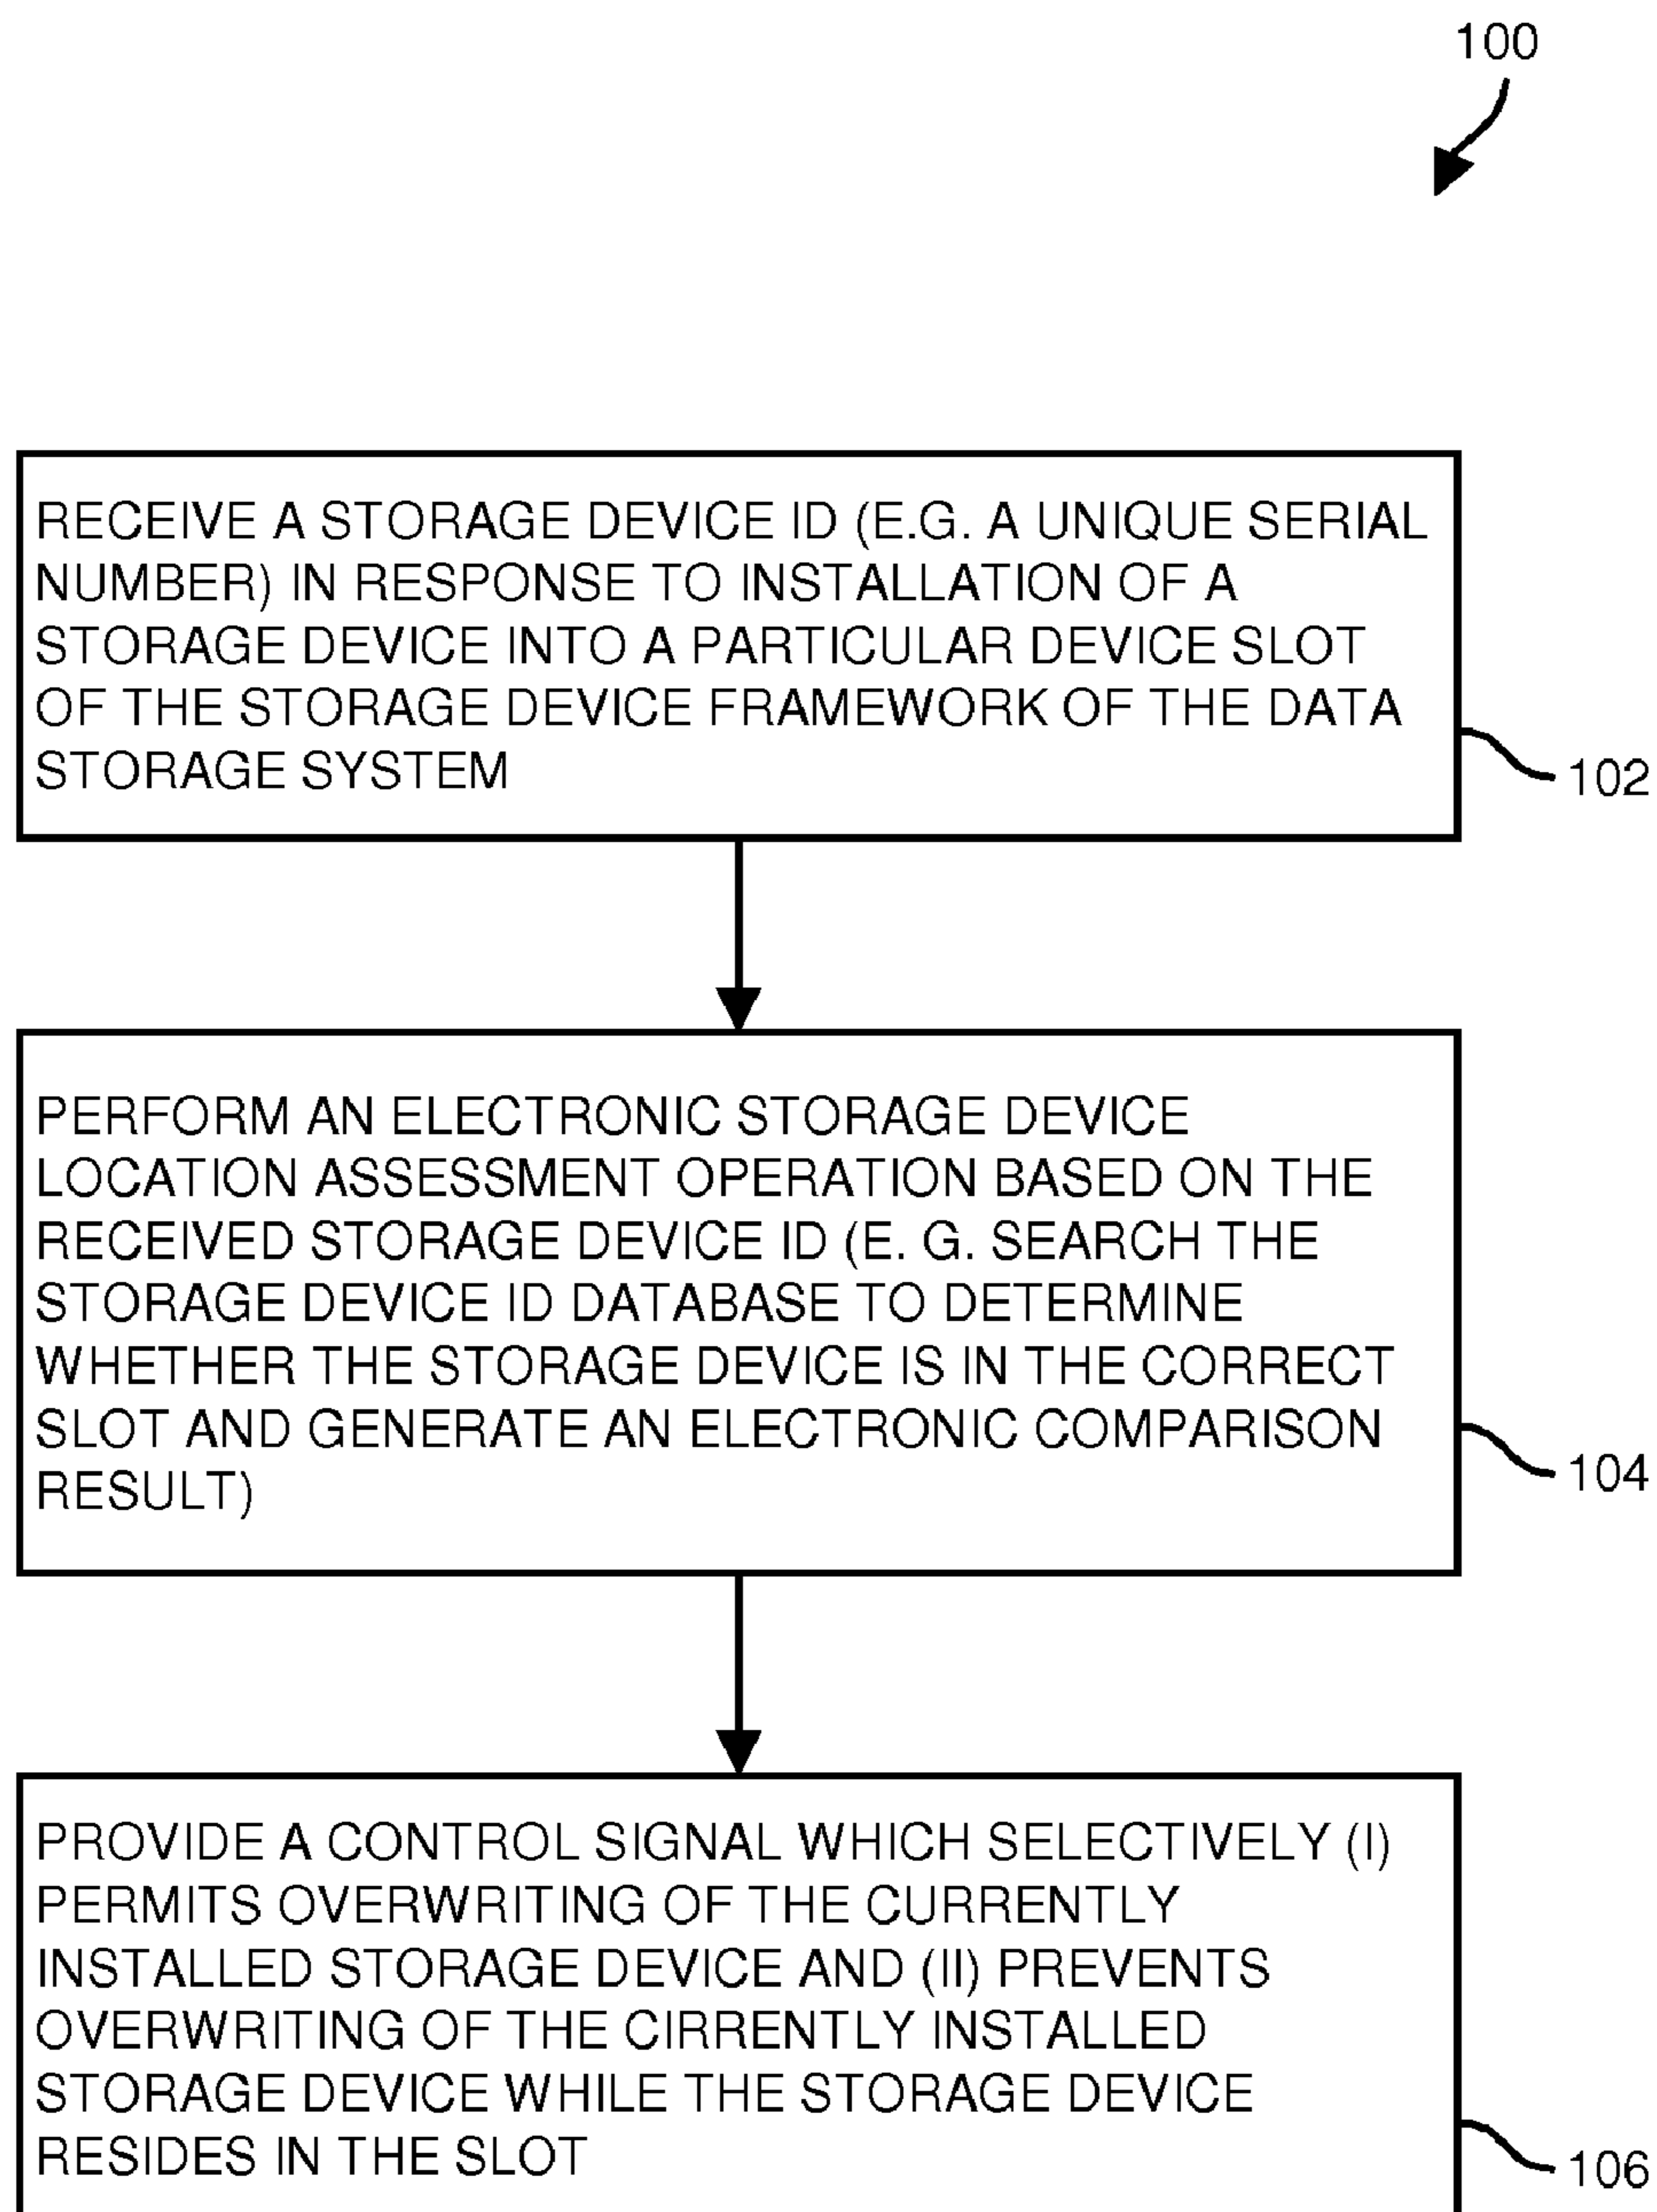 100
RECEIVE A STORAGE DEVICE ID (E.G. A UNIQUE SERIAL
NUMBER) IN RESPONSE TO INSTALLATION OF A
STORAGE DEVICE INTO A PARTICULAR DEVICE SLOT
OF THE STORAGE DEVICE FRAMEWORK OF THE DATA
STORAGE SYSTEM
102
PERFORM AN ELECTRONIC STORAGE DEVICE
LOCATION ASSESSMENT OPERATION BASED ON THE
RECEIVED STORAGE DEVICE ID (E. G. SEARCH THE
STORAGE DEVICE ID DATABASE TO DETERMINE
WHETHER THE STORAGE DEVICE IS IN THE CORRECT
SLOT AND GENERATE AN ELECTRONIC COMPARISON
RESULT)
104
PROVIDE A CONTROL SIGNAL WHICH SELECTIVELY (I)
PERMITS OVERWRITING OF THE CURRENTLY
INSTALLED STORAGE DEVICE AND (II) PREVENTS
OVERWRITING OF THE CIRRENTLY INSTALLED
STORAGE DEVICE WHILE THE STORAGE DEVICE
RESIDES IN THE SLOT
106